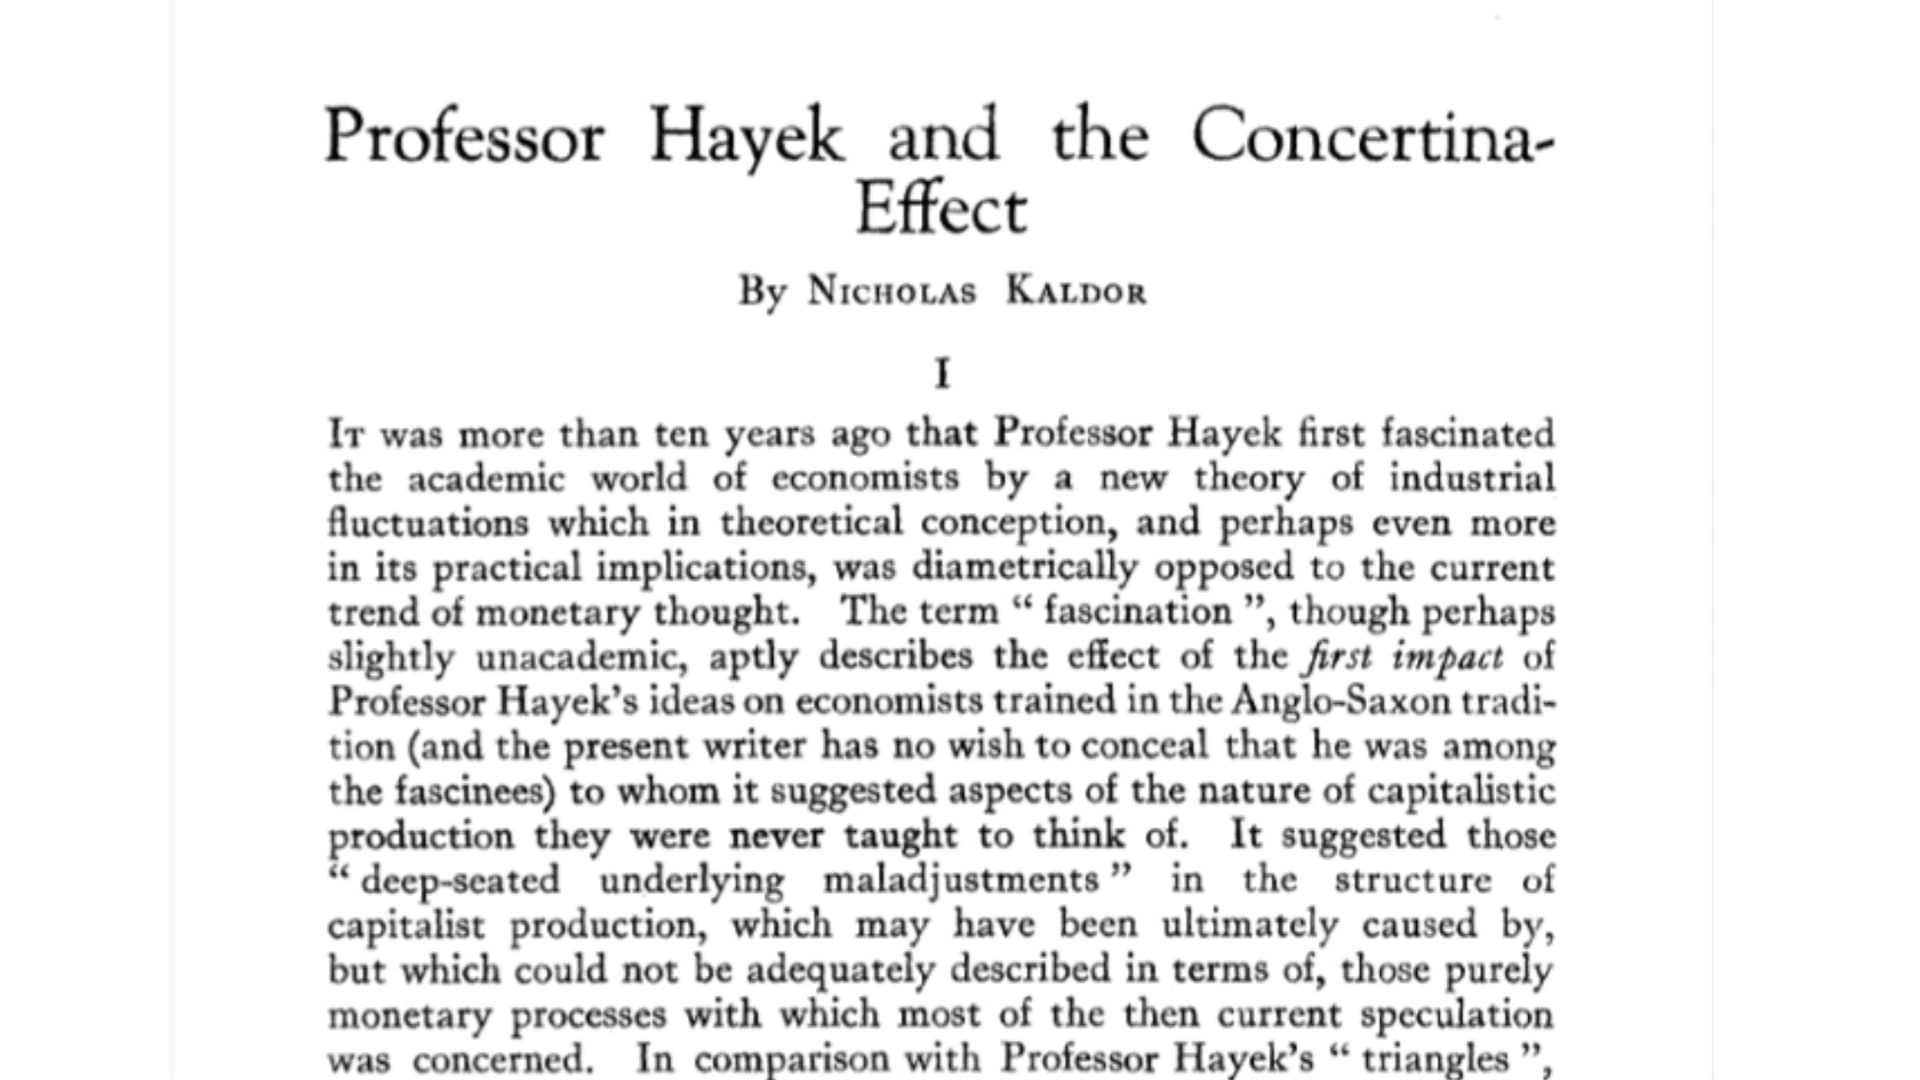 Professor Hayek and the Concertina-
Effect
By Nicholas Kaldor
I
It was more than ten years ago that Professor Hayek first fascinated
the academic world of economists by a new theory of industrial
fluctuations which in theoretical conception, and perhaps even more
in its practical implications, was diametrically opposed to the current
trend of monetary thought. The term “ fascination ”, though perhaps
slightly unacademic, aptly describes the effect of the first impact of
Professor Hayek’s ideas on economists trained in the Anglo-Saxon tradi-
tion (and the present writer has no wish to conceal that he was among
the fascinees) to whom it suggested aspects of the nature of capitalistic
production they were never taught to think of. It suggested those
“ deep-seated underlying maladjustments ” in the structure of
capitalist production, which may have been ultimately caused by,
but which could not be adequately described in terms of, those purely
monetary processes with which most of the then current speculation
was concerned. In comparison with Professor Hayek’s “ triangles ”,